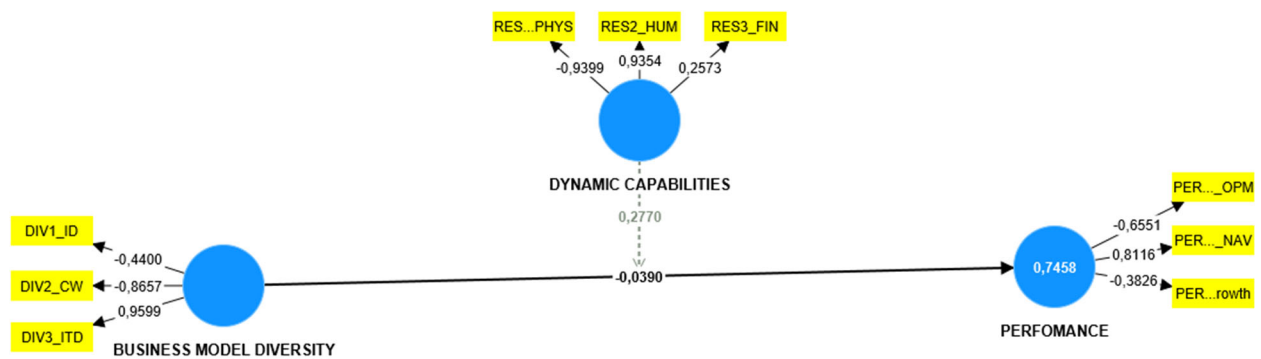 RES...PHYS RES2_HUM RES3_FIN
-0,9399 0,9354 0,2573
DYNAMIC CAPABILITIES
0,2770
DIV1_ID
DIV2_CW
DIV3_ITD
-0,4400
-0,8657
0,9599
BUSINESS MODEL DIVERSITY
-0,0390
0,7458
PERFOMANCE
-0,6551
0,8116
-0,3826
PER..._OPM
PER..._NAV
PER...rowth